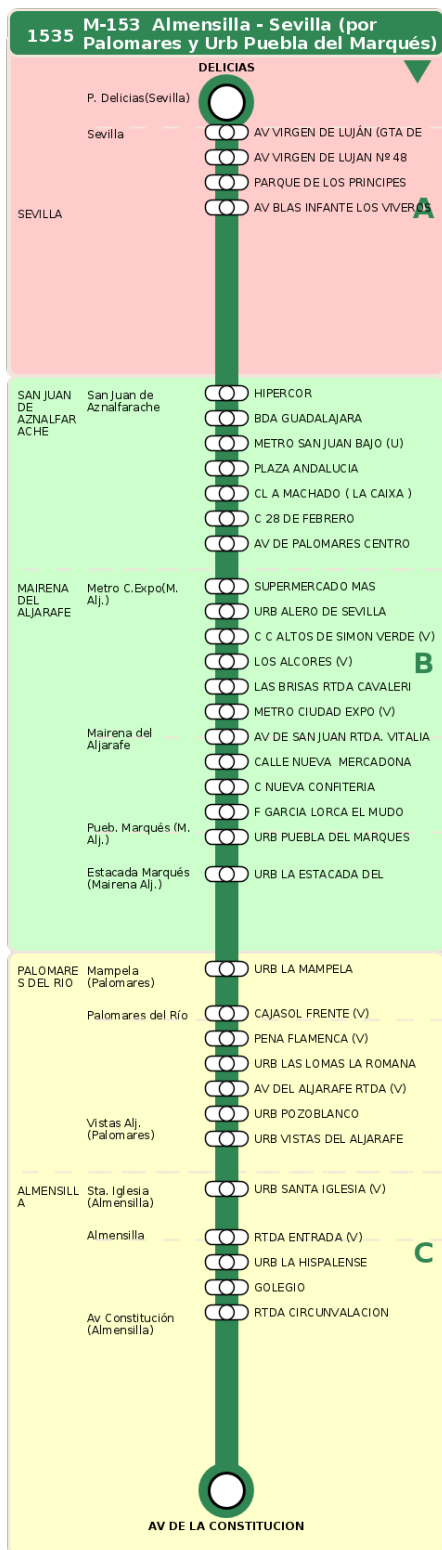 1535 M-153 Almensilla - Sevilla (por
Palomares y Urb Puebla del Marqués)
DELICIAS
P. Delicias(Sevilla)
Sevilla
AV VIRGEN DE LUJÁN (GTA DE
AV VIRGEN DE LUJAN Nº 48
PARQUE DE LOS PRINCIPES
SEVILLA
AV BLAS INFANTE LOS VIVEROS
A
SAN JUAN
DE
AZNALFAR
ACHE
San Juan de
Aznalfarache
HIPERCOR
BDA GUADALAJARA
METRO SAN JUAN BAJO (U)
PLAZA ANDALUCIA
CL A MACHADO ( LA CAIXA )
C 28 DE FEBRERO
AV DE PALOMARES CENTRO
MAIRENA
DEL
ALJARAFE
Metro C.Expo(M.
Alj.)
SUPERMERCADO MAS
URB ALERO DE SEVILLA
C C ALTOS DE SIMON VERDE (V)
LOS ALCORES (V)
B
LAS BRISAS RTDA CAVALERI
METRO CIUDAD EXPO (V)
Mairena del
Aljarafe
AV DE SAN JUAN RTDA. VITALIA
CALLE NUEVA  MERCADONA
C NUEVA CONFITERIA
F GARCIA LORCA EL MUDO
Pueb. Marqués (M.
Alj.)
URB PUEBLA DEL MARQUES
Estacada Marqués
(Mairena Alj.)
URB LA ESTACADA DEL
PALOMARE
S DEL RIO
Mampela
(Palomares)
URB LA MAMPELA
Palomares del Río
CAJASOL FRENTE (V)
PENA FLAMENCA (V)
URB LAS LOMAS LA ROMANA
AV DEL ALJARAFE RTDA (V)
URB POZOBLANCO
Vistas Alj.
(Palomares)
URB VISTAS DEL ALJARAFE
ALMENSILL
A
Sta. Iglesia
(Almensilla)
URB SANTA IGLESIA (V)
Almensilla
RTDA ENTRADA (V)
C
URB LA HISPALENSE
GOLEGIO
RTDA CIRCUNVALACION
Av Constitución
(Almensilla)
AV DE LA CONSTITUCION